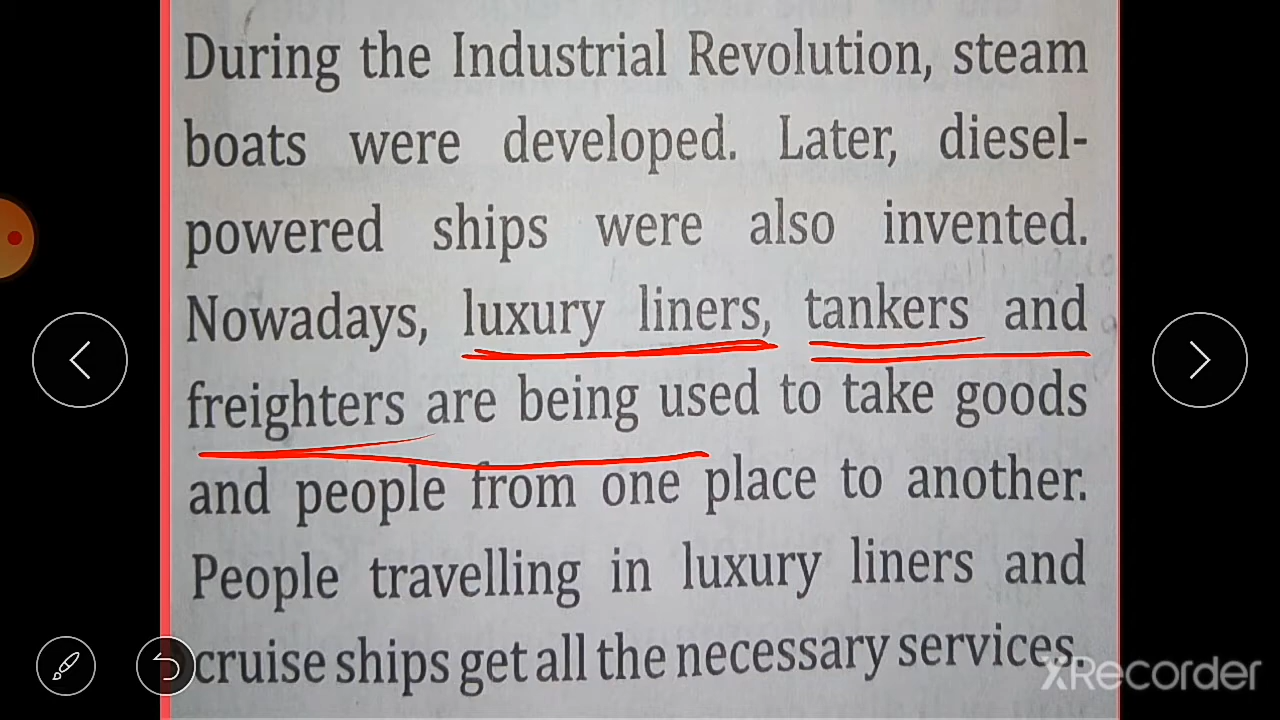 During the Industrial Revolution, steam
boats were developed. Later, diesel-
powered ships were also invented.
Nowadays, luxury liners, tankers and
freighters are being used to take goods
and people from one place to another.
People travelling in luxury liners and
cruise ships get all the necessary services.
XRecorder